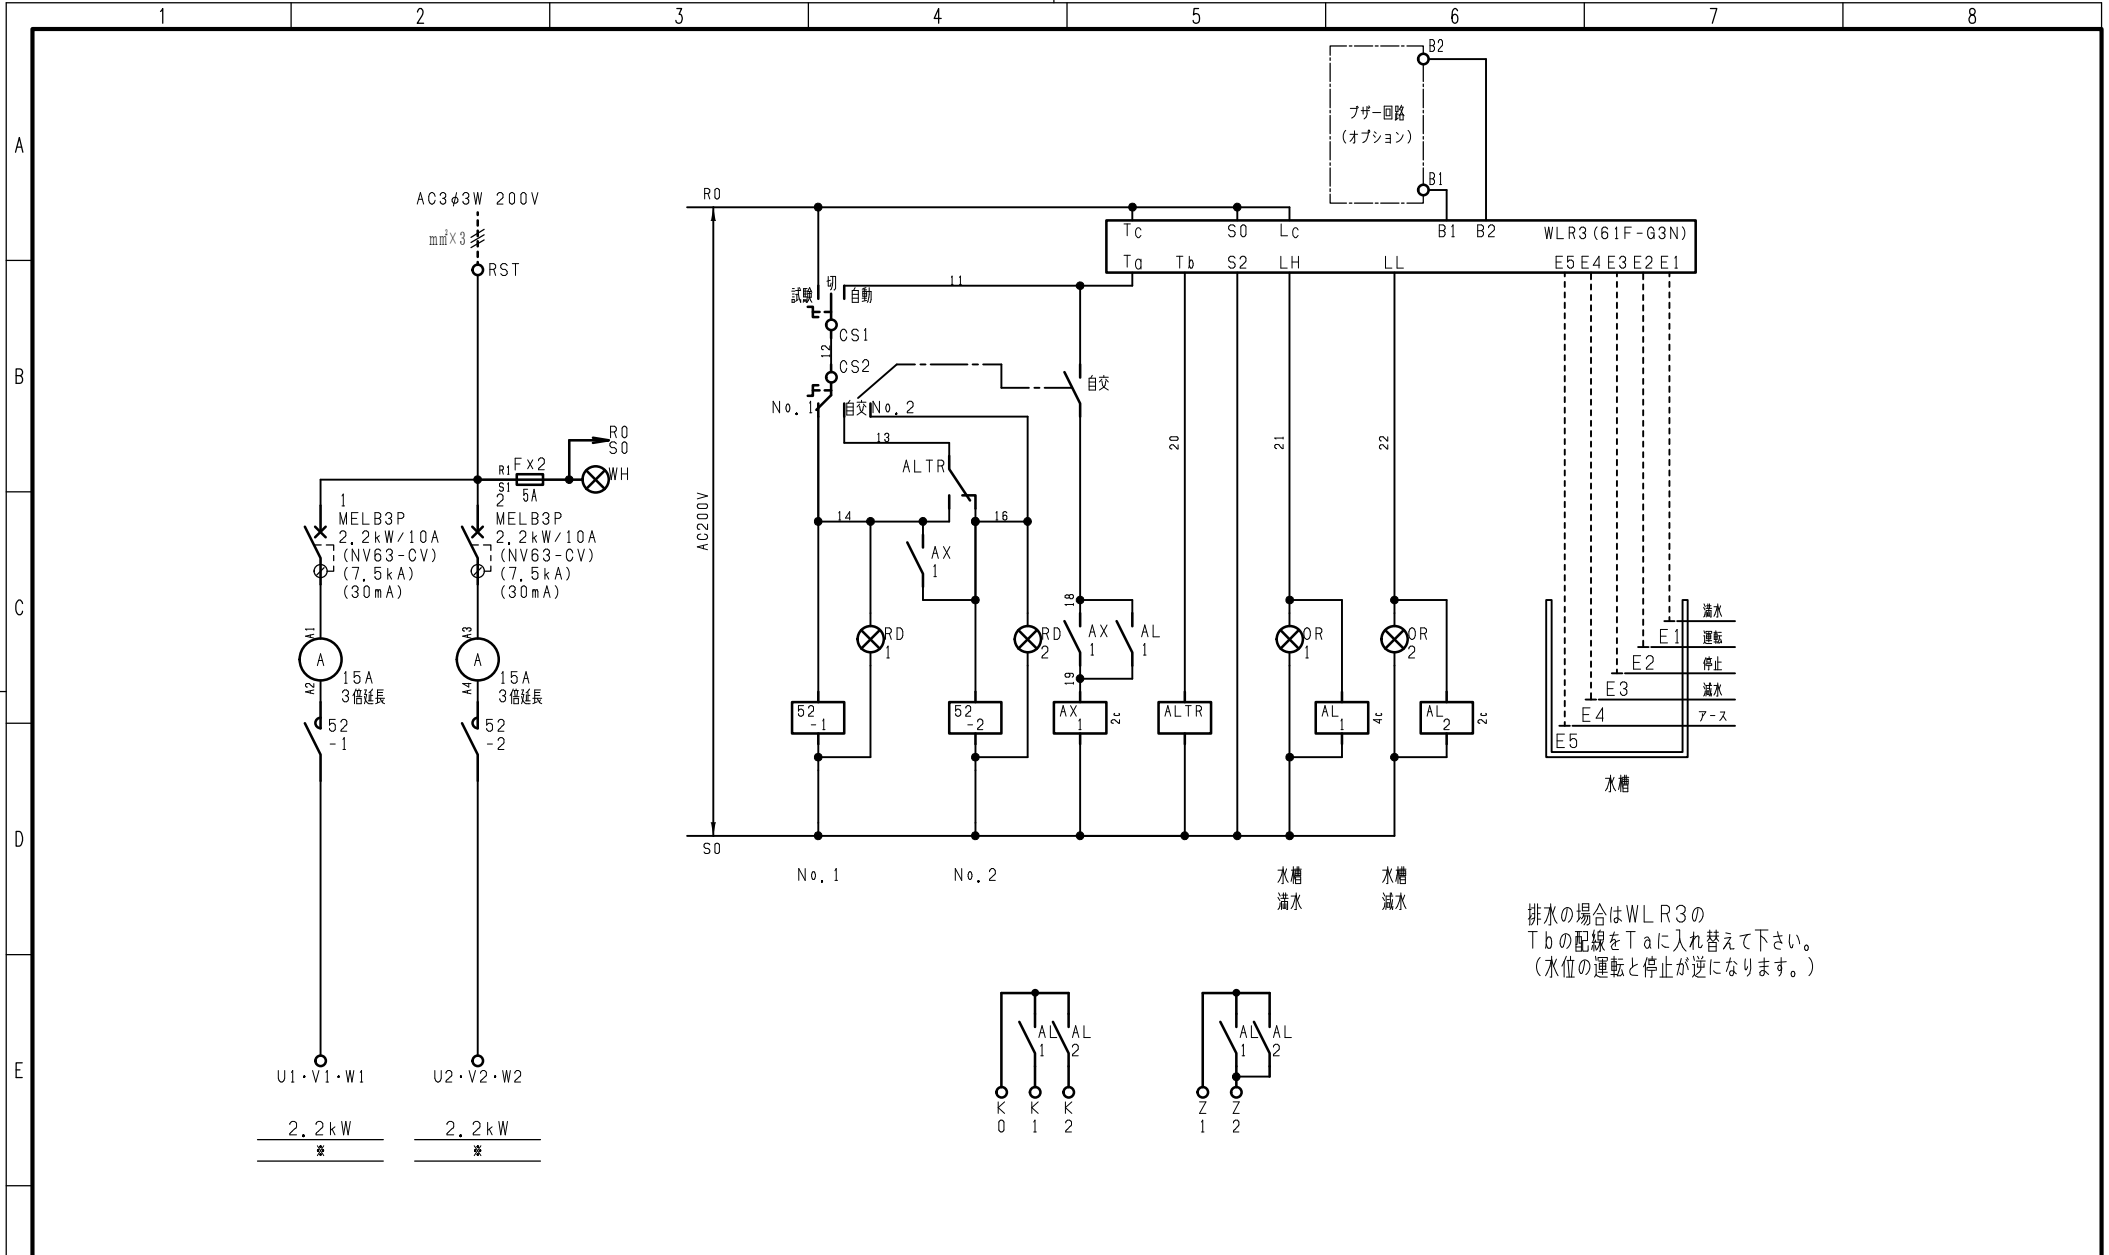 1 2 3 4 5 6 7 8
A
B
C
D
E
AC3φ3W 200V
mm²×3
RST
R0
S0
R1
S1
F×2
5A
WH
1
MELB3P
2.2kW/10A
(NV63-CV)
(7.5kA)
(30mA)
2
MELB3P
2.2kW/10A
(NV63-CV)
(7.5kA)
(30mA)
A1
A
A2
15A
3倍延長
A3
A
A4
15A
3倍延長
52
-1
52
-2
U1・V1・W1
U2・V2・W2
2.2kW
※
2.2kW
※
R0
AC200V
S0
試験
切
自動
11
CS1
12
CS2
No.1
自交
No.2
自交
13
ALTR
14
16
AX
1
RD
1
RD
2
18
AX
1
AL
1
19
52
-1
52
-2
AX
1
2c
ALTR
20
21
22
OR
1
OR
2
AL
1
4c
AL
2
2c
No.1
No.2
水槽
満水
水槽
減水
ブザー回路
(オプション)
B2
B1
Tc S0 Lc B1 B2 WLR3(61F-G3N)
Ta Tb S2 LH LL E5 E4 E3 E2 E1
満水
E1 運転
E2 停止
E3 減水
E4 アース
E5
水槽
排水の場合はWLR3の
Tbの配線をTaに入れ替えて下さい。
(水位の運転と停止が逆になります。)
AL
1
AL
2
K
0
K
1
K
2
AL
1
AL
2
Z
1
Z
2